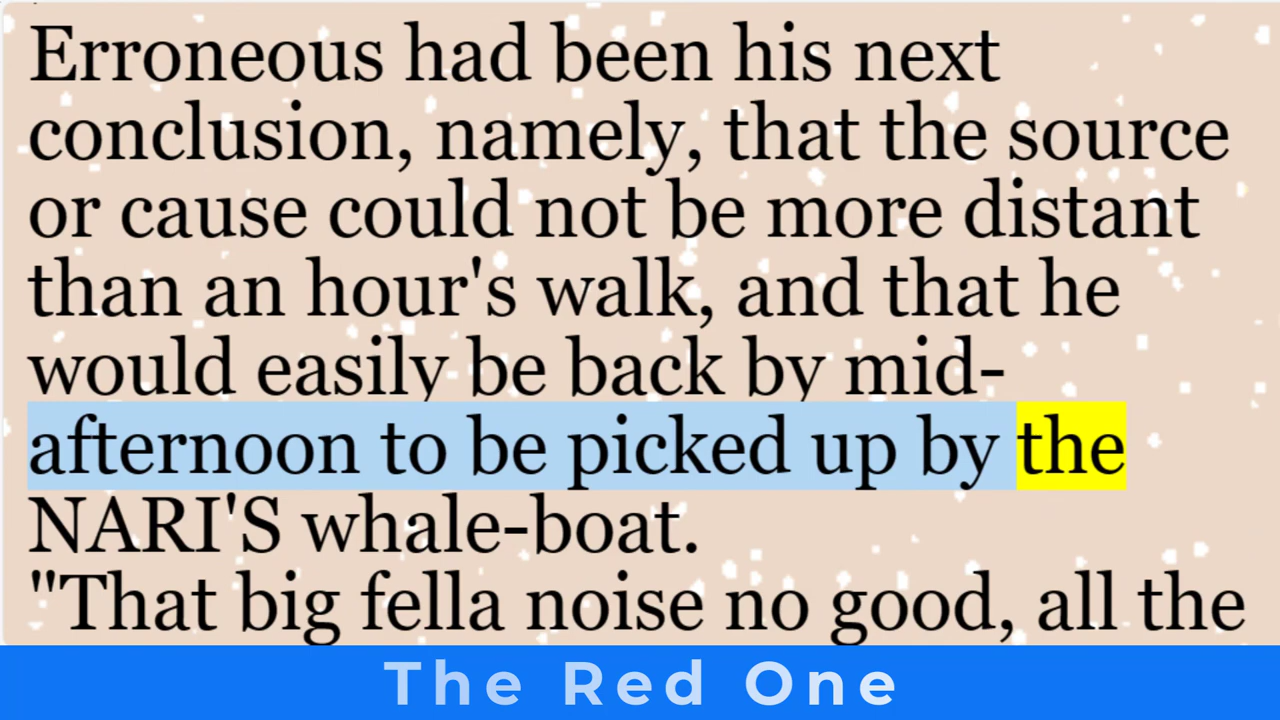 Erroneous had been his next
conclusion, namely, that the source
or cause could not be more distant
than an hour's walk, and that he
would easily be back by mid-
afternoon to be picked up by the
NARI'S whale-boat.
"That big fella noise no good, all the
The Red One